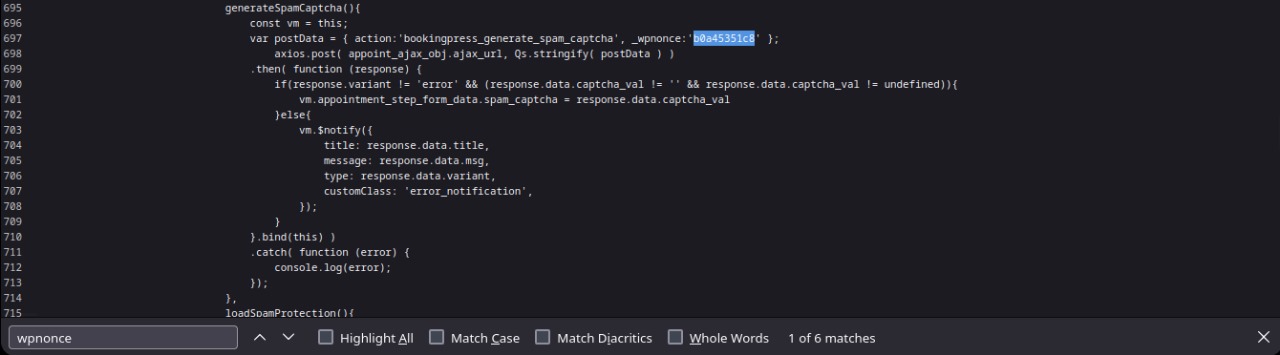 695 generateSpamCaptcha(){
696 const vm = this;
697 var postData = { action:'bookingpress_generate_spam_captcha', _wpnonce:'b0a45351c8' };
698 axios.post( appoint_ajax_obj.ajax_url, Qs.stringify( postData ) )
699 .then( function (response) {
700 if(response.variant != 'error' && (response.data.captcha_val != '' && response.data.captcha_val != undefined)){
701 vm.appointment_step_form_data.spam_captcha = response.data.captcha_val
702 }else{
703 vm.$notify({
704 title: response.data.title,
705 message: response.data.msg,
706 type: response.data.variant,
707 customClass: 'error_notification',
708 });
709 }
710 }.bind(this) )
711 .catch( function (error) {
712 console.log(error);
713 });
714 },
715 loadSpamProtection(){
wpnonce Highlight All Match Case Match Diacritics Whole Words 1 of 6 matches